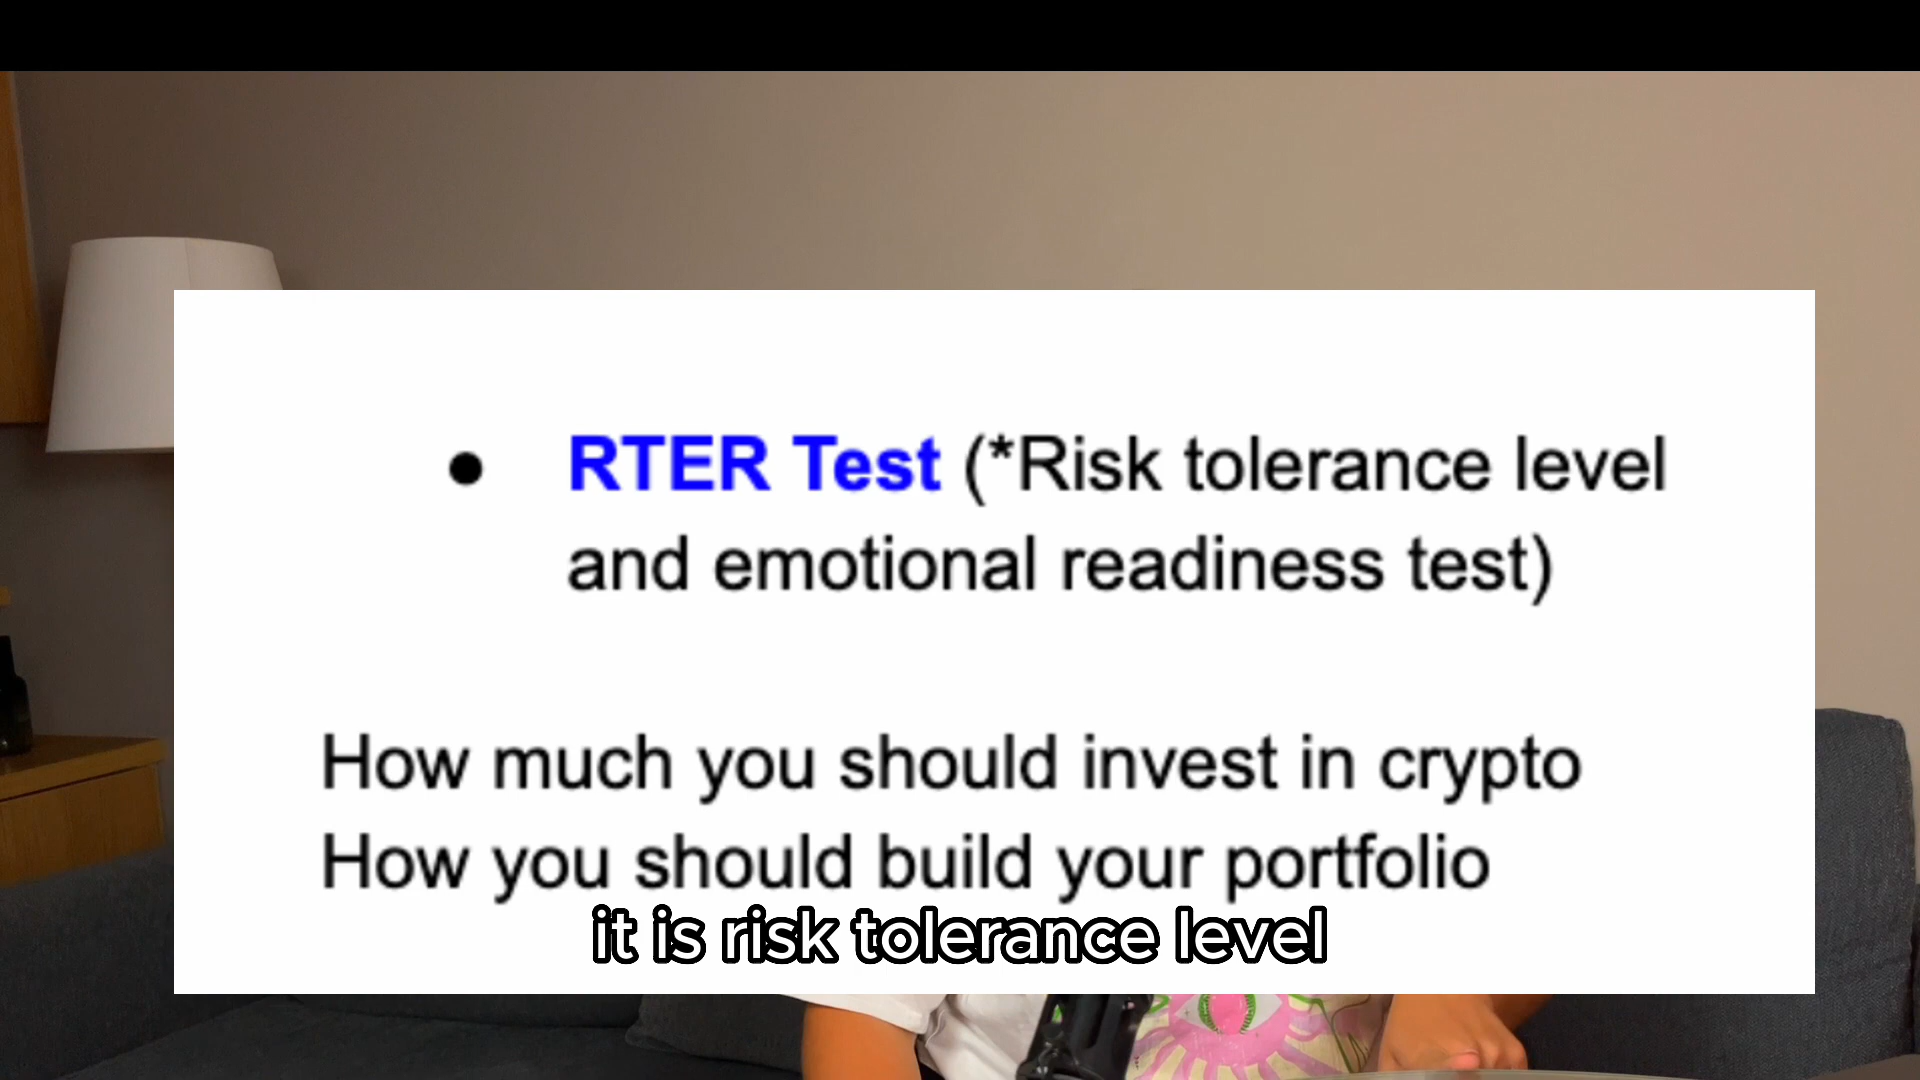 • RTER Test (*Risk tolerance level
and emotional readiness test)
How much you should invest in crypto
How you should build your portfolio
it is risk tolerance level